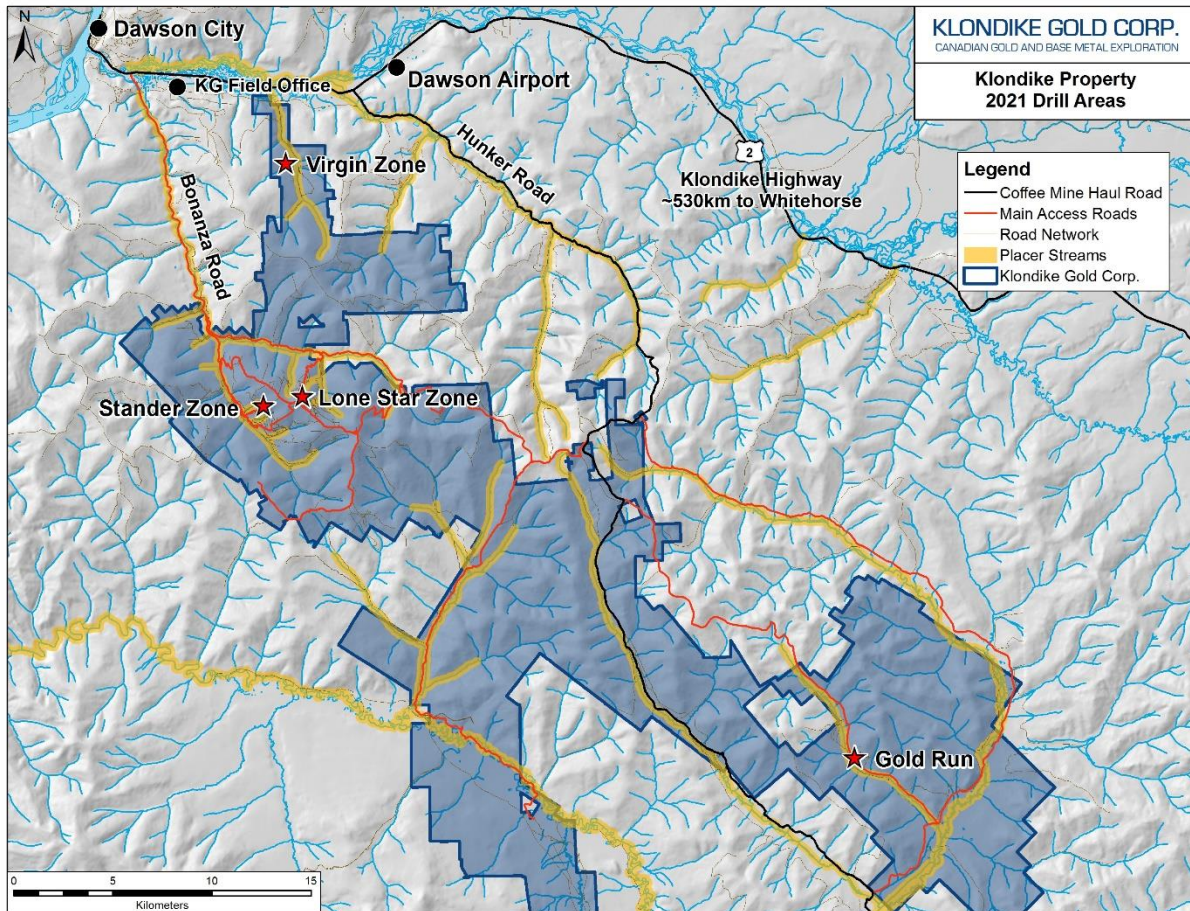 N
Dawson City
KG Field Office
Dawson Airport
KLONDIKE GOLD CORP.
CANADIAN GOLD AND BASE METAL EXPLORATION
Klondike Property
2021 Drill Areas
Virgin Zone
Hunker Road
2
Klondike Highway
~530km to Whitehorse
Bonanza Road
Legend
Coffee Mine Haul Road
Main Access Roads
Road Network
Placer Streams
Klondike Gold Corp.
Stander Zone
Lone Star Zone
Gold Run
0 5 10 15
Kilometers